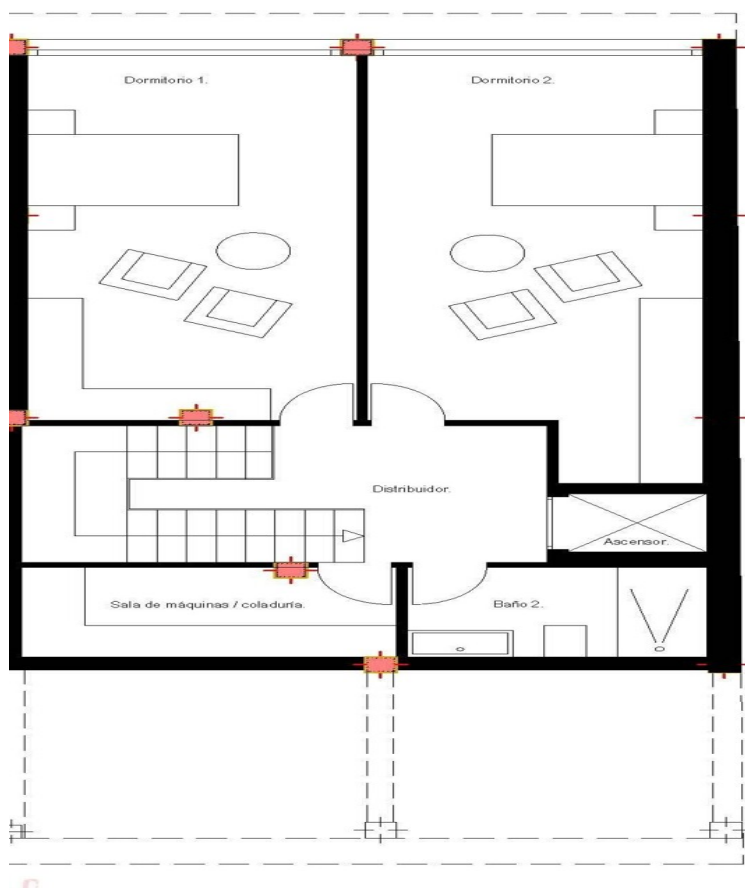 Dormitorio 1.
Dormitorio 2.
Distribuidor.
Ascensor.
Sala de máquinas / coladuría.
Baño 2.